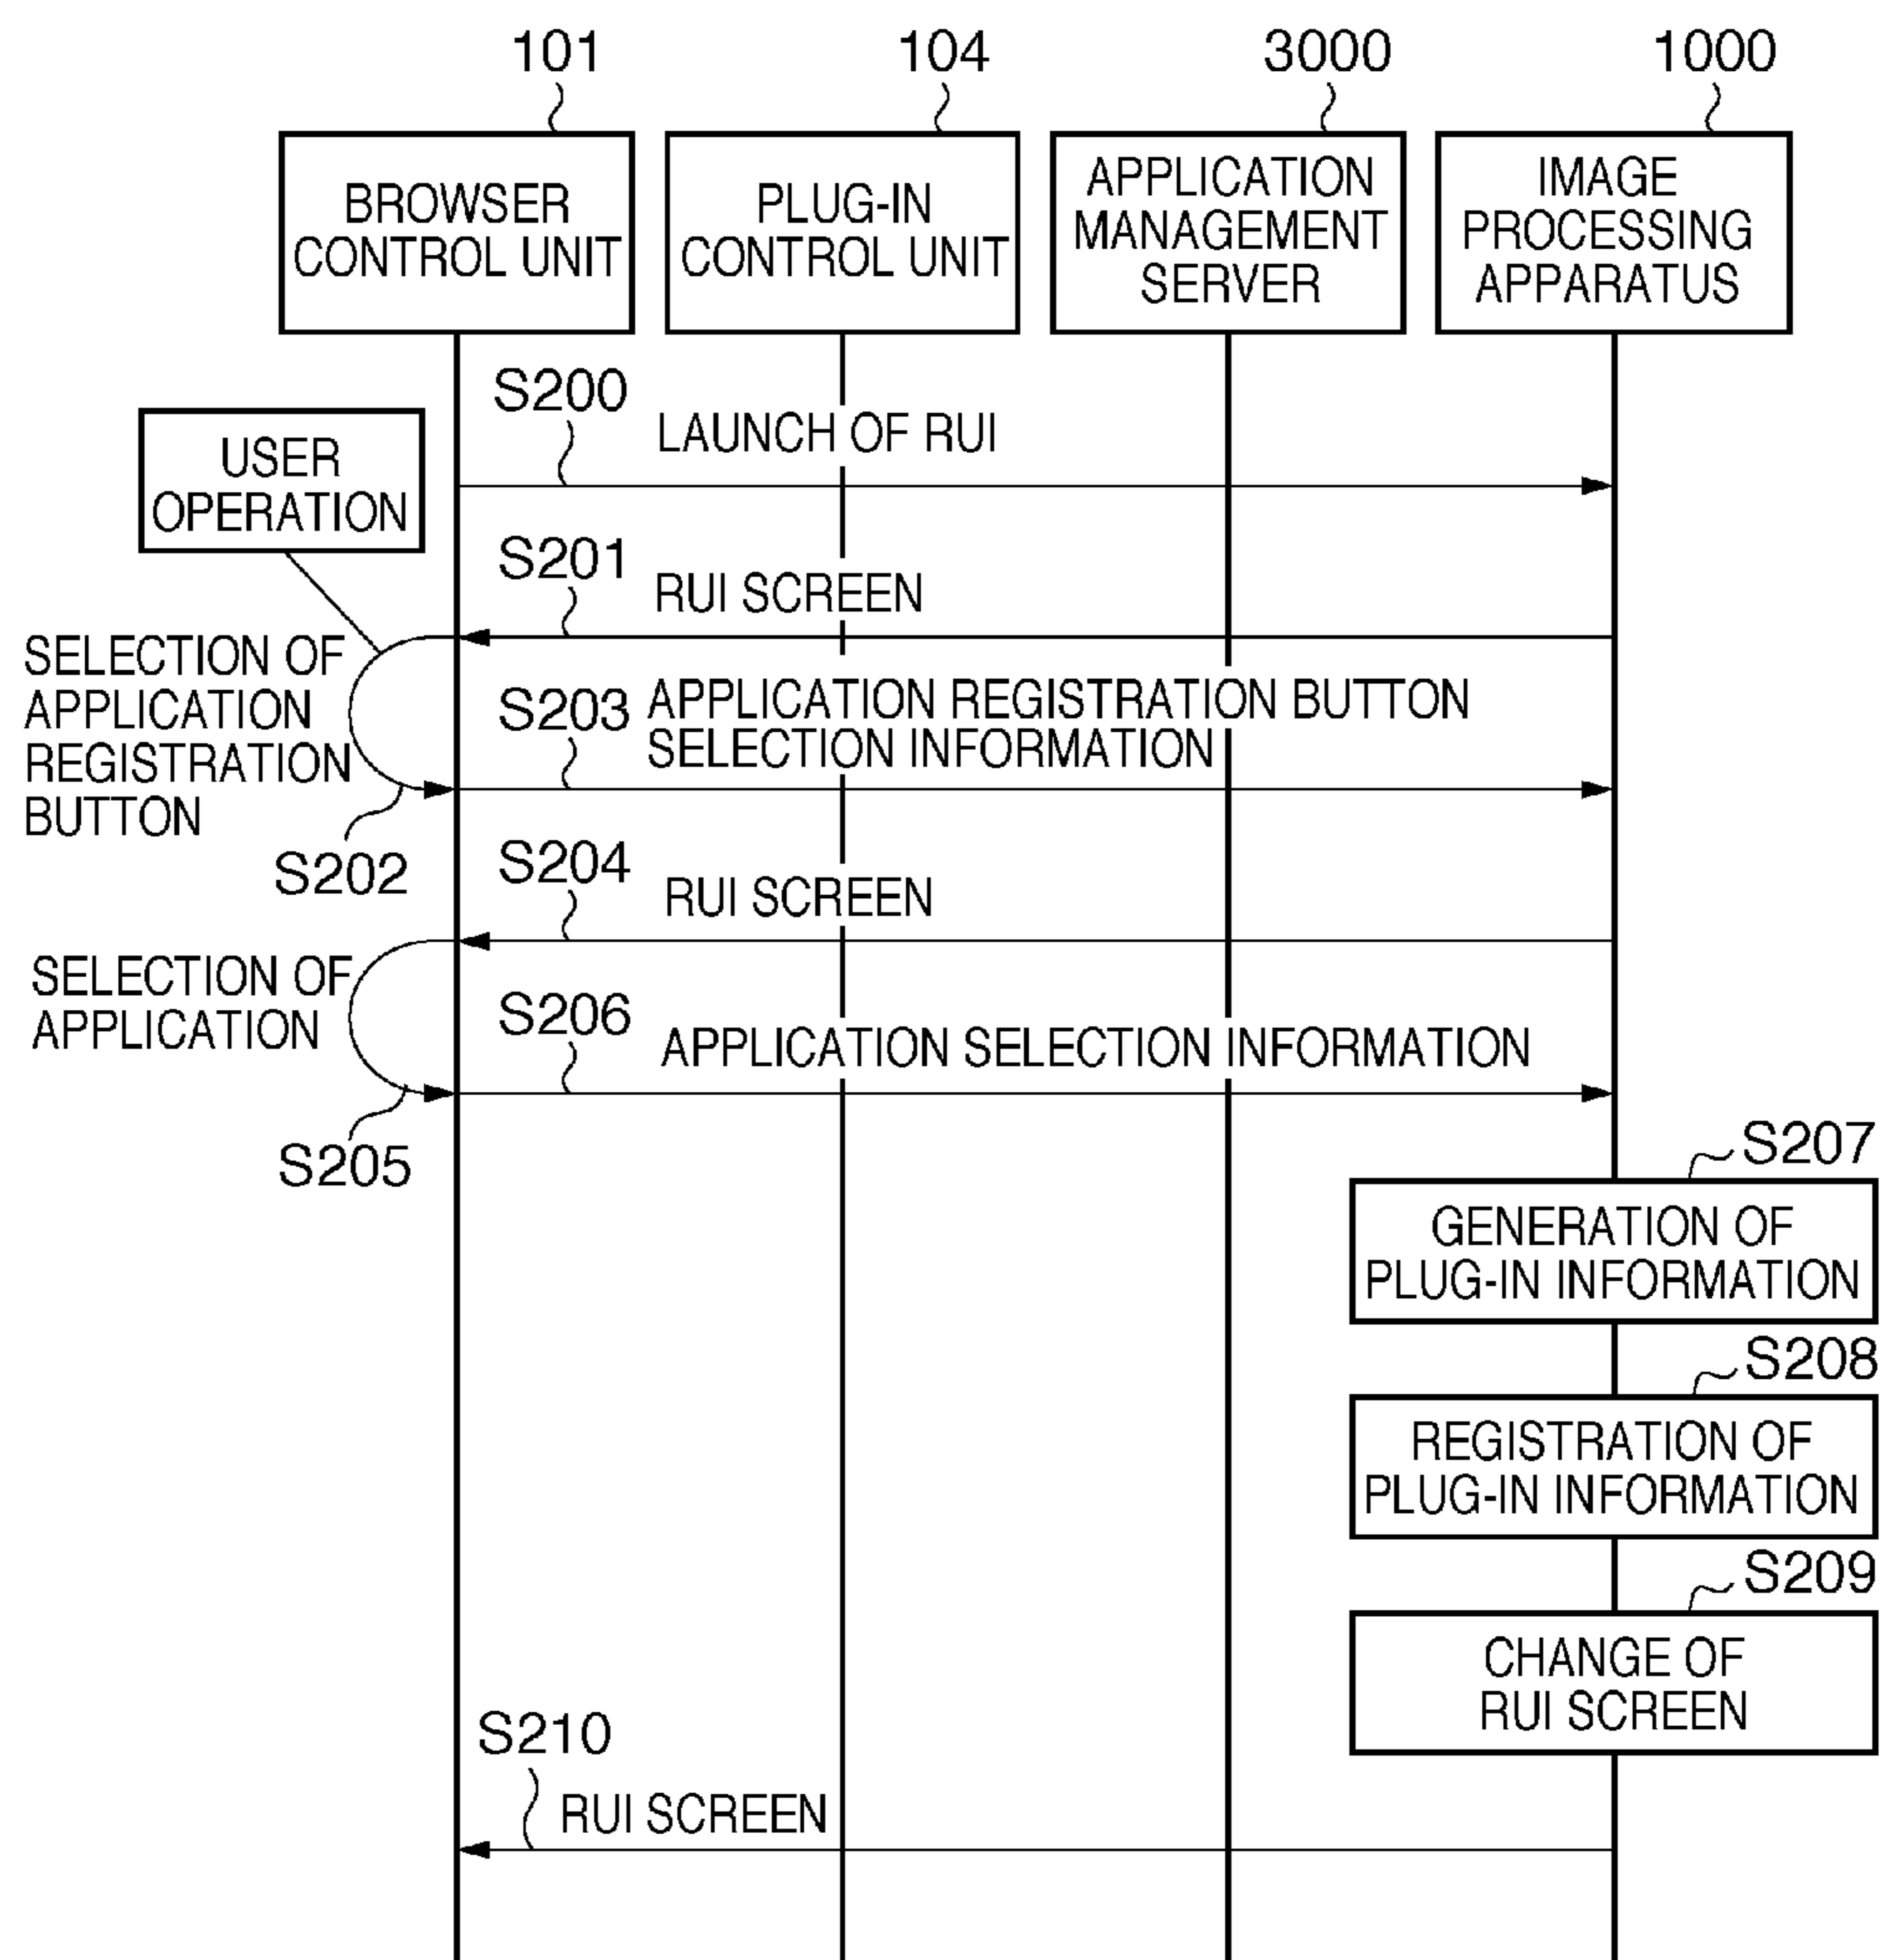 101
104
3000
1000
BROWSER
CONTROL UNIT
PLUG-IN
CONTROL UNIT
APPLICATION
MANAGEMENT
SERVER
IMAGE
PROCESSING
APPARATUS
S200
LAUNCH OF RUI
USER
OPERATION
S201
RUI SCREEN
SELECTION OF
APPLICATION
REGISTRATION
BUTTON
S202
S203
APPLICATION REGISTRATION BUTTON
SELECTION INFORMATION
S204
RUI SCREEN
SELECTION OF
APPLICATION
S205
S206
APPLICATION SELECTION INFORMATION
S207
GENERATION OF
PLUG-IN INFORMATION
S208
REGISTRATION OF
PLUG-IN INFORMATION
S209
CHANGE OF
RUI SCREEN
S210
RUI SCREEN